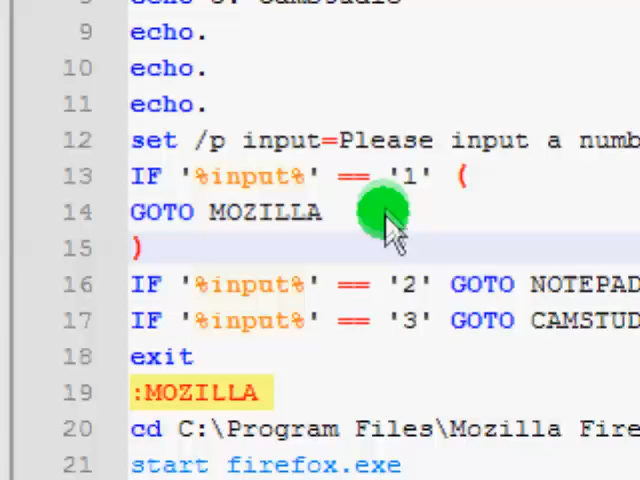 9 echo.
10 echo.
11 echo.
12 set /p input=Please input a numb
13 IF '%input%' == '1' (
14 GOTO MOZILLA
15 )
16 IF '%input%' == '2' GOTO NOTEPAD
17 IF '%input%' == '3' GOTO CAMSTUD
18 exit
19 :MOZILLA
20 cd C:\Program Files\Mozilla Fire
21 start firefox.exe